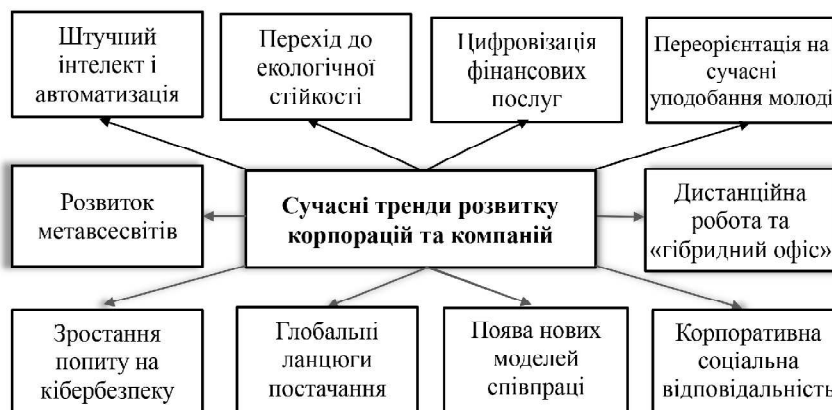 Штучний
інтелект і
автоматизація
Перехід до
екологічної
стійкості
Цифровізація
фінансових
послуг
Переорієнтація на
сучасні
уподобання молоді
Розвиток
метавсесвітів
Сучасні тренди розвитку
корпорацій та компаній
Дистанційна
робота та
«гібридний офіс»
Зростання
попиту на
кібербезпеку
Глобальні
ланцюги
постачання
Поява нових
моделей
співпраці
Корпоративна
соціальна
відповідальність